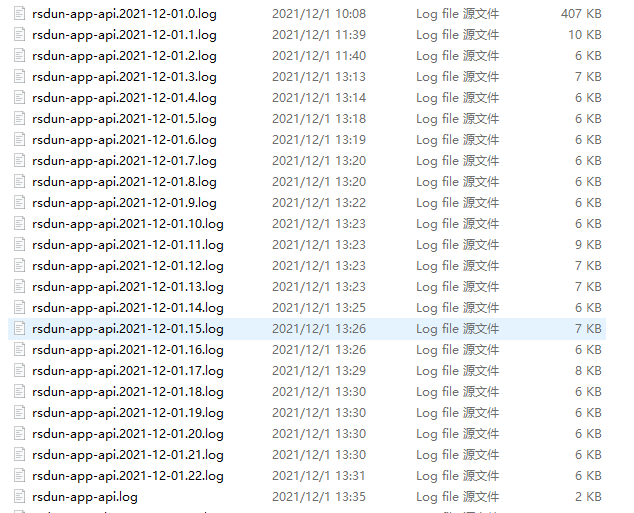 rsdun-app-api.2021-12-01.0.log 2021/12/1 10:08 Log file 源文件 407 KB
rsdun-app-api.2021-12-01.1.log 2021/12/1 11:39 Log file 源文件 10 KB
rsdun-app-api.2021-12-01.2.log 2021/12/1 11:40 Log file 源文件 6 KB
rsdun-app-api.2021-12-01.3.log 2021/12/1 13:13 Log file 源文件 7 KB
rsdun-app-api.2021-12-01.4.log 2021/12/1 13:14 Log file 源文件 6 KB
rsdun-app-api.2021-12-01.5.log 2021/12/1 13:18 Log file 源文件 6 KB
rsdun-app-api.2021-12-01.6.log 2021/12/1 13:19 Log file 源文件 6 KB
rsdun-app-api.2021-12-01.7.log 2021/12/1 13:20 Log file 源文件 6 KB
rsdun-app-api.2021-12-01.8.log 2021/12/1 13:20 Log file 源文件 6 KB
rsdun-app-api.2021-12-01.9.log 2021/12/1 13:22 Log file 源文件 6 KB
rsdun-app-api.2021-12-01.10.log 2021/12/1 13:23 Log file 源文件 6 KB
rsdun-app-api.2021-12-01.11.log 2021/12/1 13:23 Log file 源文件 9 KB
rsdun-app-api.2021-12-01.12.log 2021/12/1 13:23 Log file 源文件 7 KB
rsdun-app-api.2021-12-01.13.log 2021/12/1 13:23 Log file 源文件 7 KB
rsdun-app-api.2021-12-01.14.log 2021/12/1 13:25 Log file 源文件 6 KB
rsdun-app-api.2021-12-01.15.log 2021/12/1 13:26 Log file 源文件 7 KB
rsdun-app-api.2021-12-01.16.log 2021/12/1 13:26 Log file 源文件 6 KB
rsdun-app-api.2021-12-01.17.log 2021/12/1 13:29 Log file 源文件 8 KB
rsdun-app-api.2021-12-01.18.log 2021/12/1 13:30 Log file 源文件 6 KB
rsdun-app-api.2021-12-01.19.log 2021/12/1 13:30 Log file 源文件 6 KB
rsdun-app-api.2021-12-01.20.log 2021/12/1 13:30 Log file 源文件 6 KB
rsdun-app-api.2021-12-01.21.log 2021/12/1 13:30 Log file 源文件 6 KB
rsdun-app-api.2021-12-01.22.log 2021/12/1 13:31 Log file 源文件 6 KB
rsdun-app-api.log 2021/12/1 13:35 Log file 源文件 2 KB